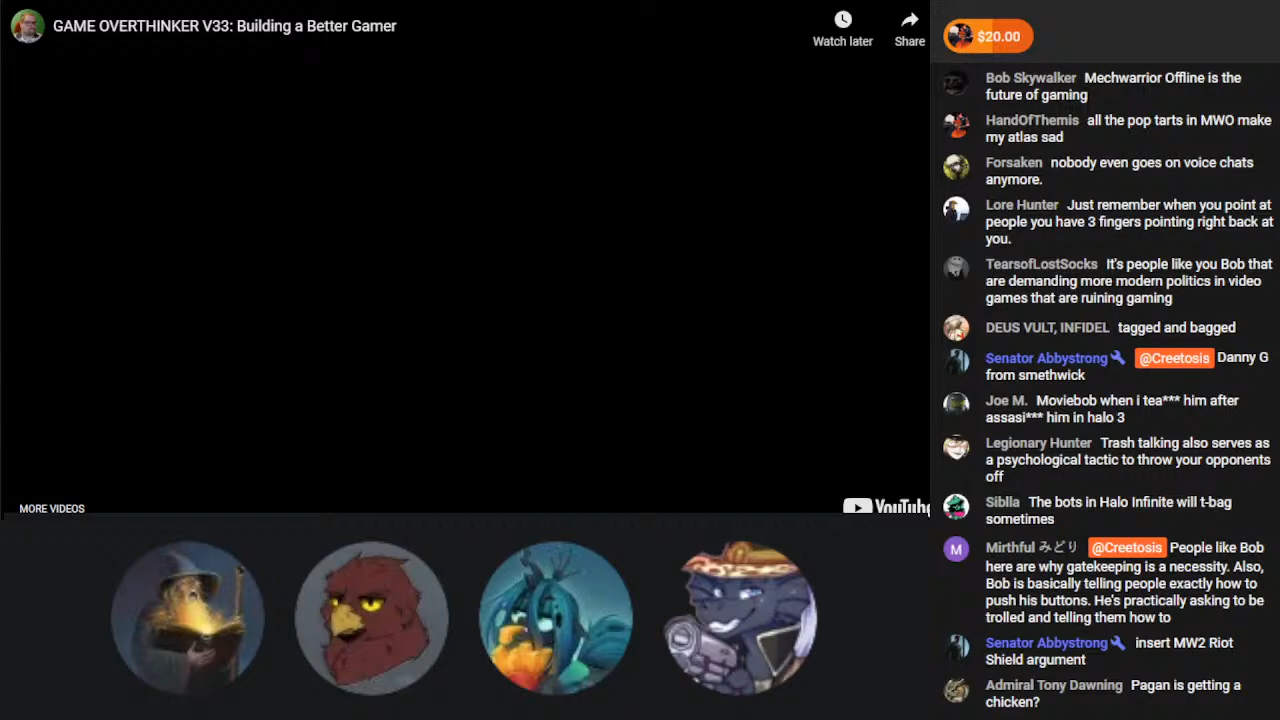 GAME OVERTHINKER V33: Building a Better Gamer
Watch later
Share
MORE VIDEOS
YouTube
$20.00
Bob Skywalker Mechwarrior Offline is the
future of gaming
HandOfThemis all the pop tarts in MWO make
my atlas sad
Forsaken nobody even goes on voice chats
anymore.
Lore Hunter Just remember when you point at
people you have 3 fingers pointing right back at
you.
TearsofLostSocks It's people like you Bob that
are demanding more modern politics in video
games that are ruining gaming
DEUS VULT, INFIDEL tagged and bagged
Senator Abbystrong @Creetosis Danny G
from smethwick
Joe M. Moviebob when i tea*** him after
assasi*** him in halo 3
Legionary Hunter Trash talking also serves as
a psychological tactic to throw your opponents
off
Siblla The bots in Halo Infinite will t-bag
sometimes
M
Mirthful みどり @Creetosis People like Bob
here are why gatekeeping is a necessity. Also,
Bob is basically telling people exactly how to
push his buttons. He's practically asking to be
trolled and telling them how to
Senator Abbystrong insert MW2 Riot
Shield argument
Admiral Tony Dawning Pagan is getting a
chicken?